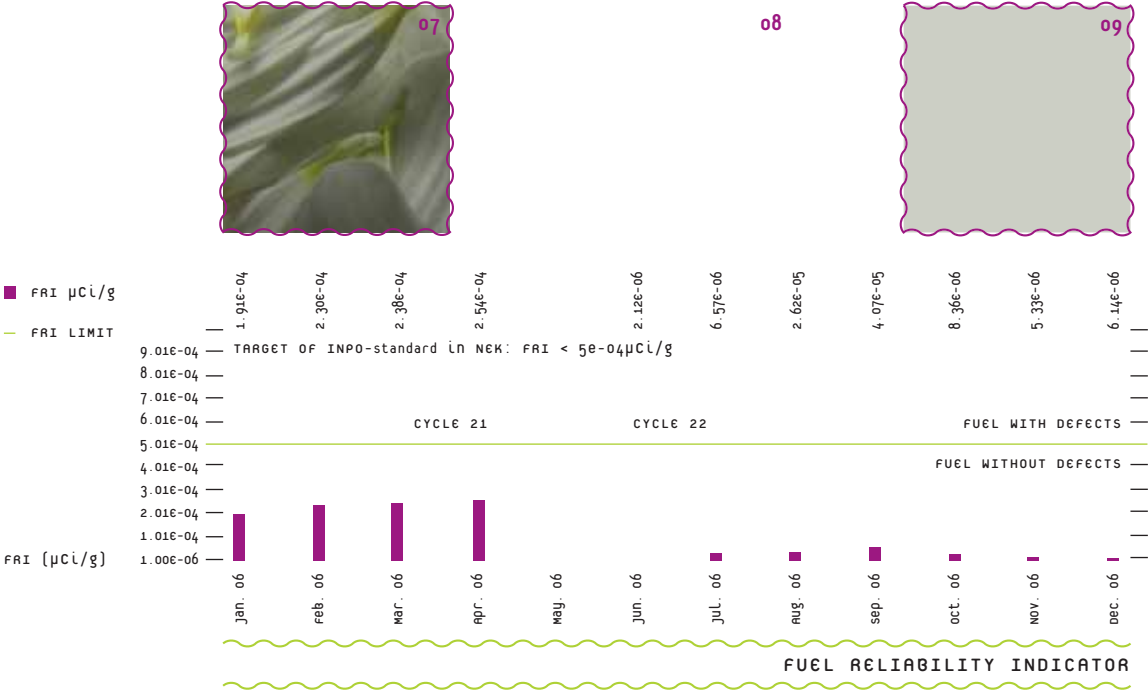 07
08
09
FRI µCi/g
FRI LIMIT
1.91E-04
2.30E-04
2.38E-04
2.54E-04
2.12E-06
6.57E-06
2.62E-05
4.07E-05
8.36E-06
5.33E-06
6.14E-06
TARGET OF INPO-standard in NEK: FRI < 5e-04µCi/g
9.01E-04
8.01E-04
7.01E-04
6.01E-04
5.01E-04
4.01E-04
3.01E-04
2.01E-04
1.01E-04
1.00E-06
CYCLE 21
CYCLE 22
FUEL WITH DEFECTS
FUEL WITHOUT DEFECTS
FRI (µCi/g)
Jan. 06
Feb. 06
Mar. 06
Apr. 06
May. 06
Jun. 06
Jul. 06
Aug. 06
Sep. 06
Oct. 06
Nov. 06
Dec. 06
FUEL RELIABILITY INDICATOR